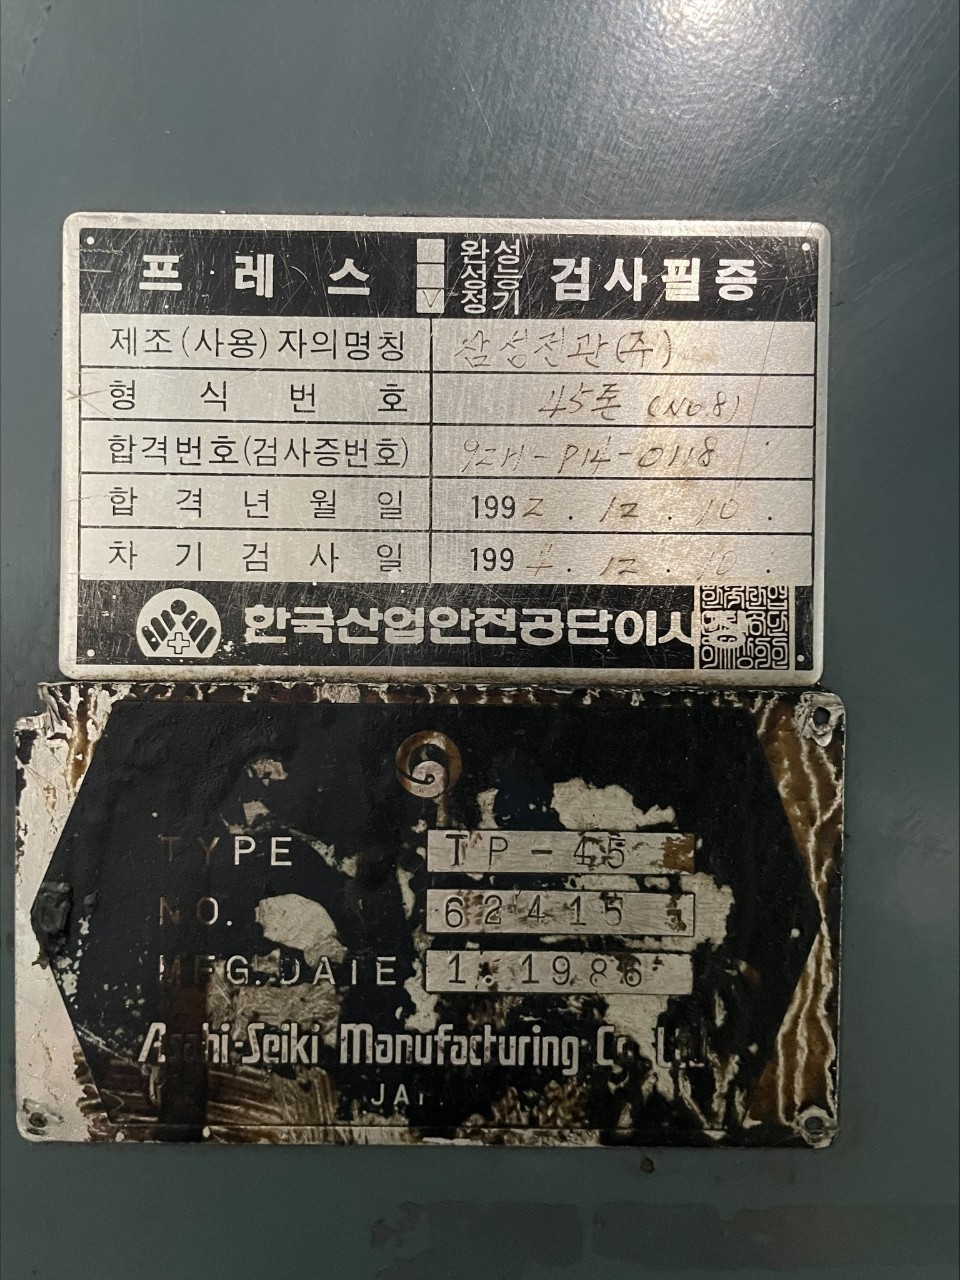 프레스 완성 성능 정기 검사필증
제조(사용)자의명칭 삼성전관(주)
형식번호 45톤 (NO8)
합격번호(검사증번호) 92H-P14-0118
합격년월일 1992. 12. 10.
차기검사일 1994. 12. 10.
한국산업안전공단이사장
TYPE TP-45
NO. 62415
MFG. DATE 1. 1986
Asahi-Seiki Manufacturing Co. Ltd.